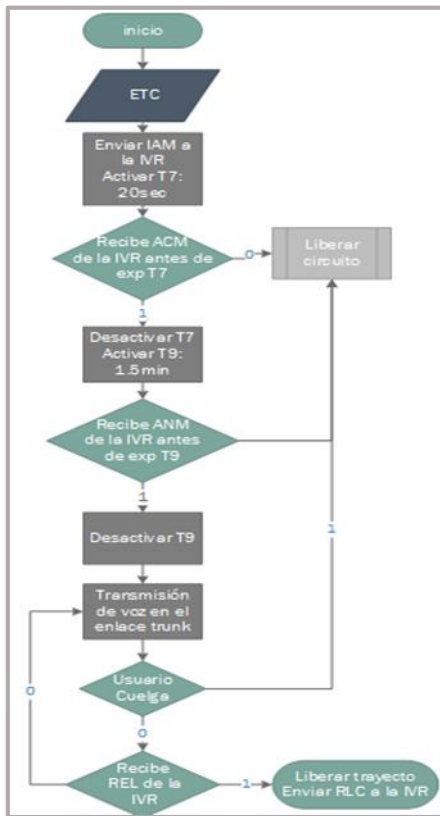 inicio
ETC
Enviar IAM a
la IVR
Activar T7:
20sec
Recibe ACM
de la IVR antes de
exp T7
0
Liberar
circuito
1
Desactivar T7
Activar T9:
1.5min
Recibe ANM
de la IVR antes
de exp T9
1
1
Desactivar T9
Transmisión
de voz en el
enlace trunk
Usuario
Cuelga
0
0
Recibe
REL de la
IVR
1
Liberar trayecto
Enviar RLC a la IVR